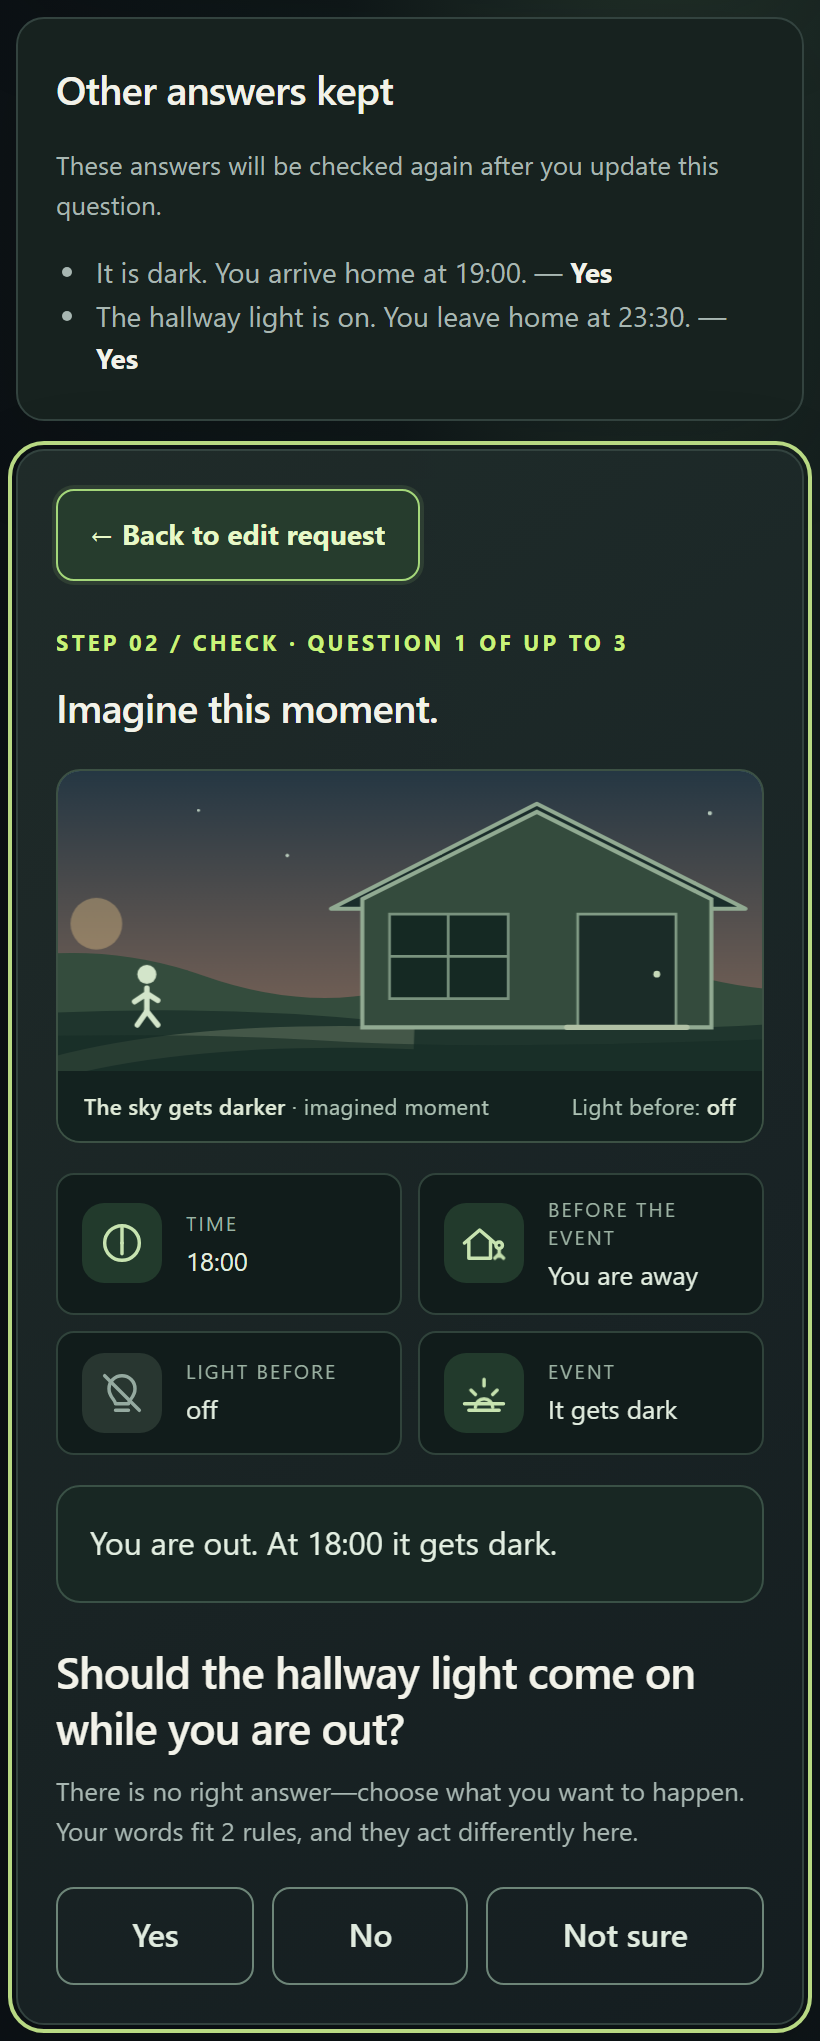 Other answers kept
These answers will be checked again after you update this
question.
• It is dark. You arrive home at 19:00. — Yes
• The hallway light is on. You leave home at 23:30. —
Yes
← Back to edit request
STEP 02 / CHECK · QUESTION 1 OF UP TO 3
Imagine this moment.
The sky gets darker · imagined moment
Light before: off
TIME
18:00
BEFORE THE
EVENT
You are away
LIGHT BEFORE
off
EVENT
It gets dark
You are out. At 18:00 it gets dark.
Should the hallway light come on
while you are out?
There is no right answer—choose what you want to happen.
Your words fit 2 rules, and they act differently here.
Yes
No
Not sure